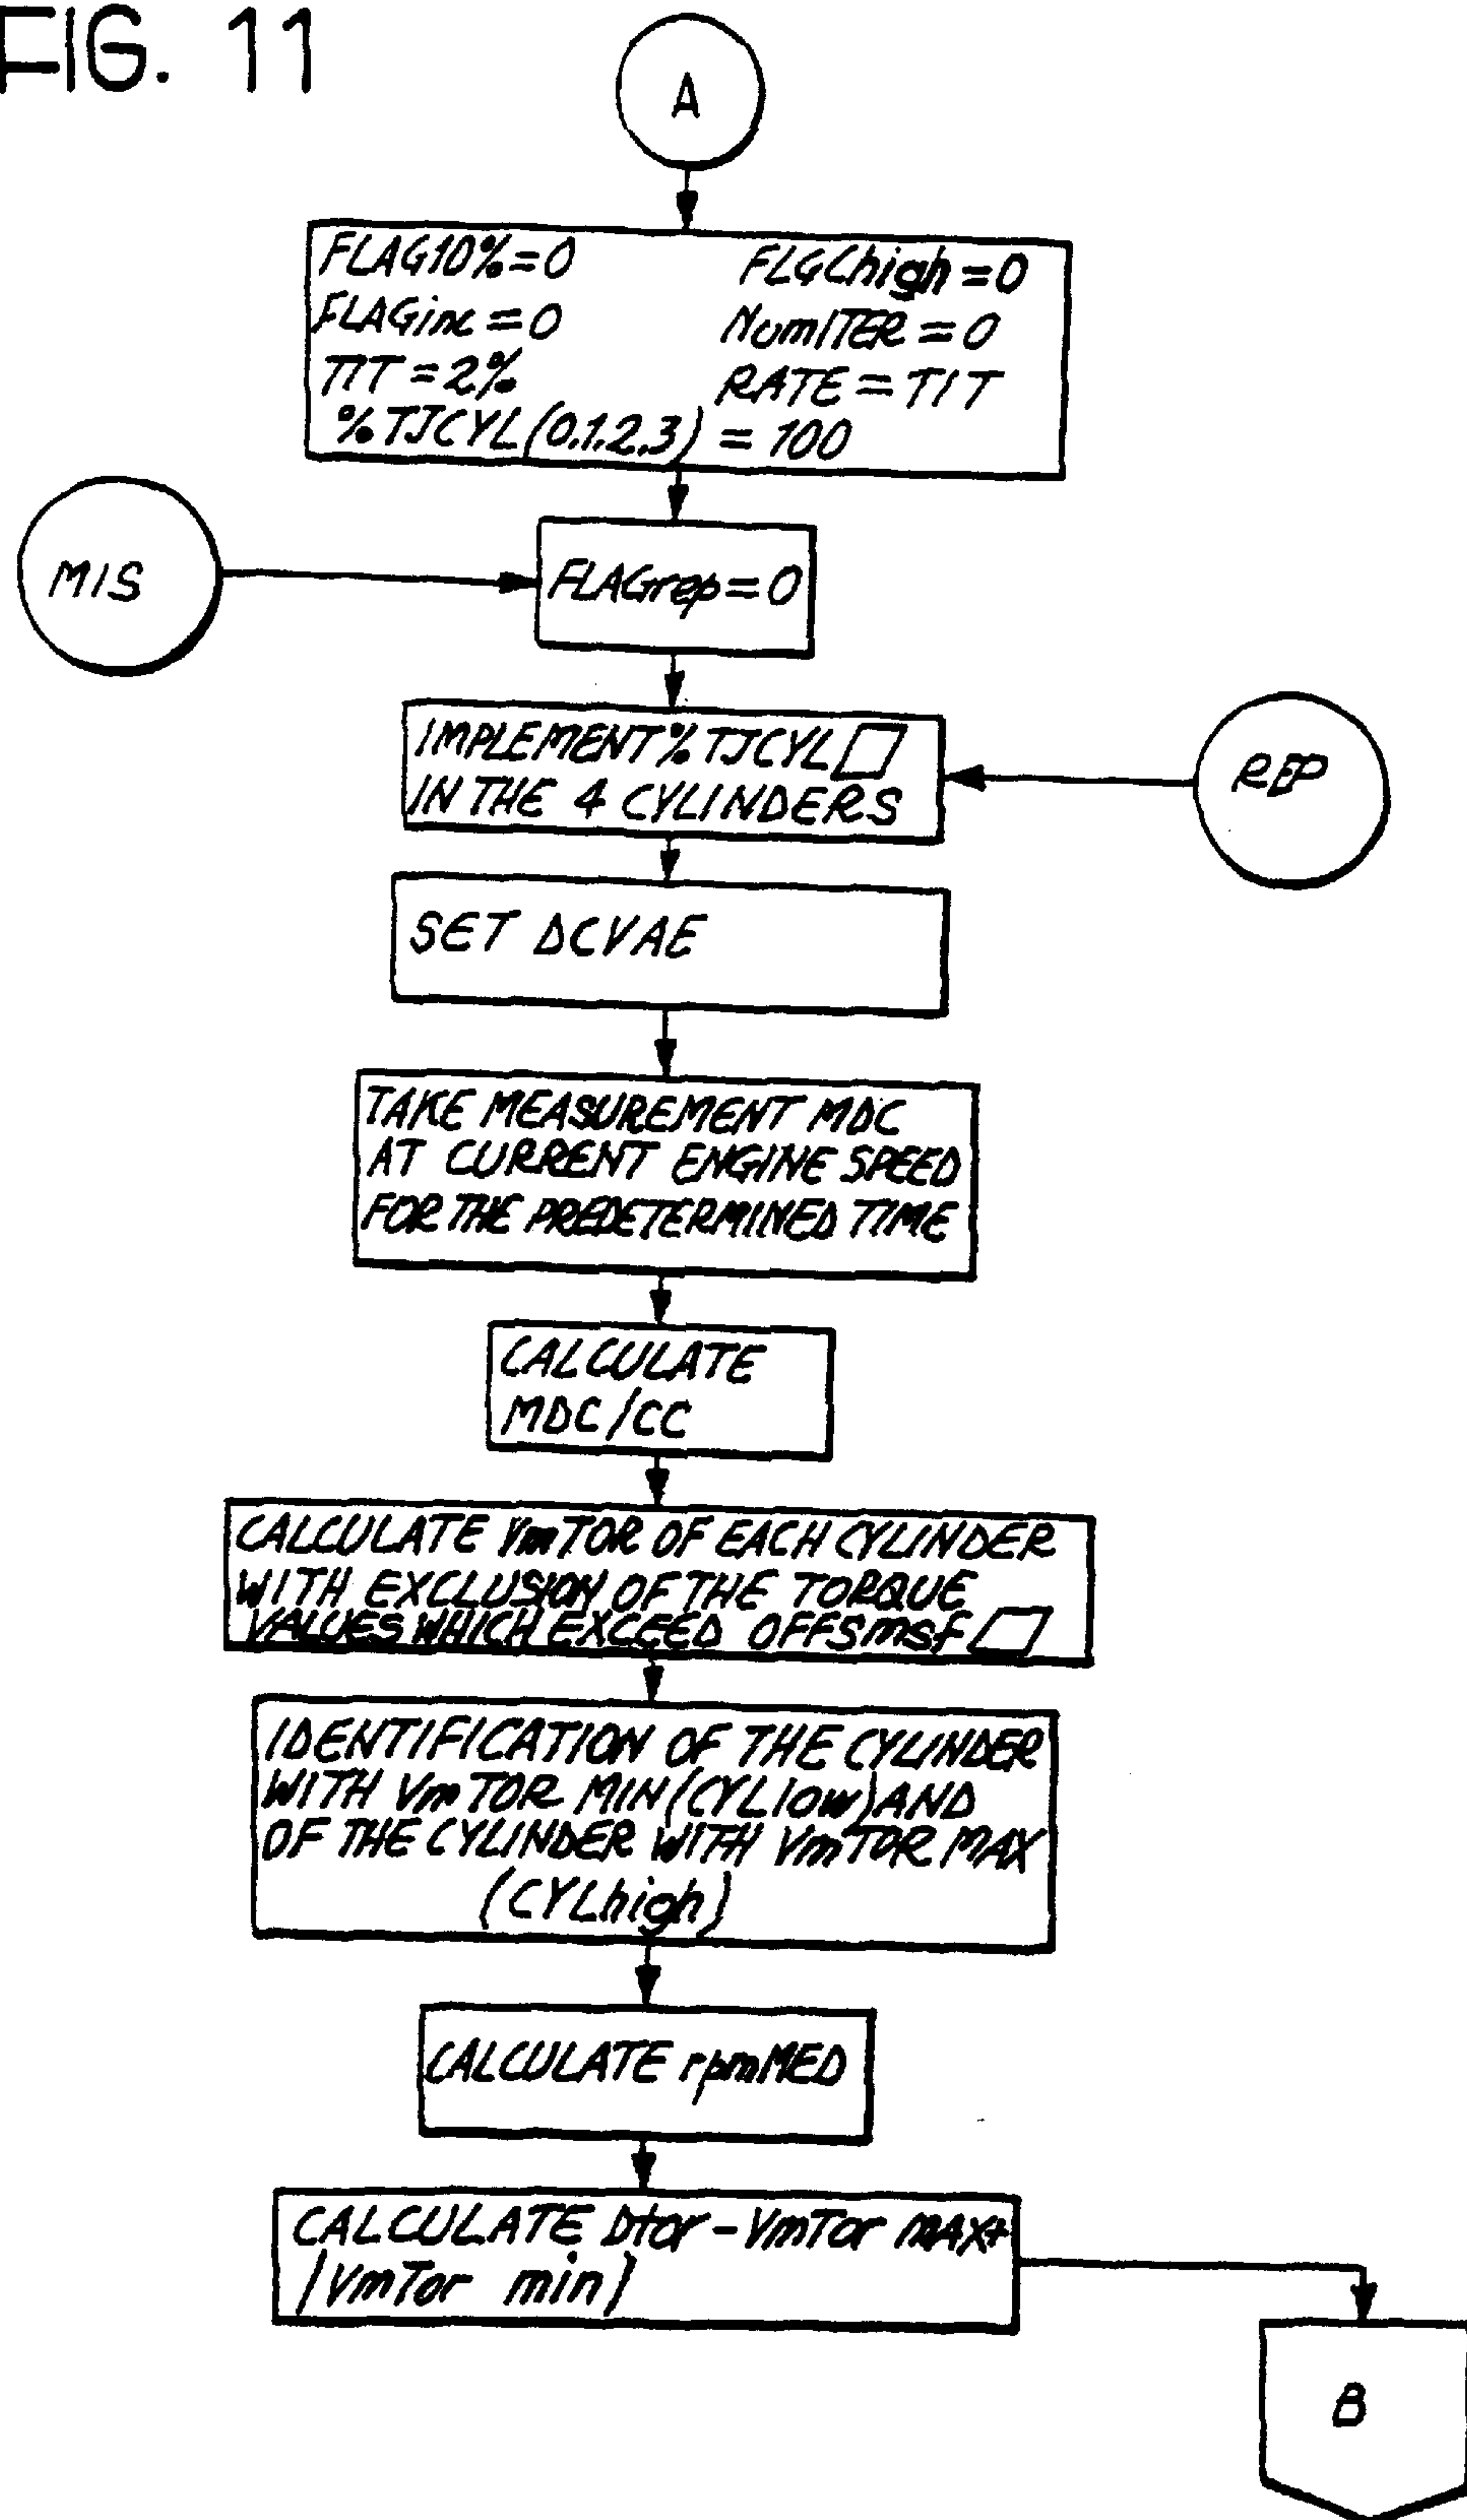 FIG. 11
A
FLAG10%=0 FLGChigh=0
FLAGinc=0 NumITER=0
TIT=2% RATE=TIT
%TJCYL(0.1.2.3)=100
MIS
FLAGrep=0
IMPLEMENT%TJCYL
IN THE 4 CYLINDERS
REP
SET DCVAE
TAKE MEASUREMENT MDC
AT CURRENT ENGINE SPEED
FOR THE PREDETERMINED TIME
CALCULATE
MDC/CC
CALCULATE VmTOR OF EACH CYLINDER
WITH EXCLUSION OF THE TORQUE
VALUES WHICH EXCEED OFFSmsf
IDENTIFICATION OF THE CYLINDER
WITH VmTOR MIN(CYLlow)AND
OF THE CYLINDER WITH VmTOR MAX
(CYLhigh)
CALCULATE rpmMED
CALCULATE Dtor-VmTor MAX+
|VmTor min|
B